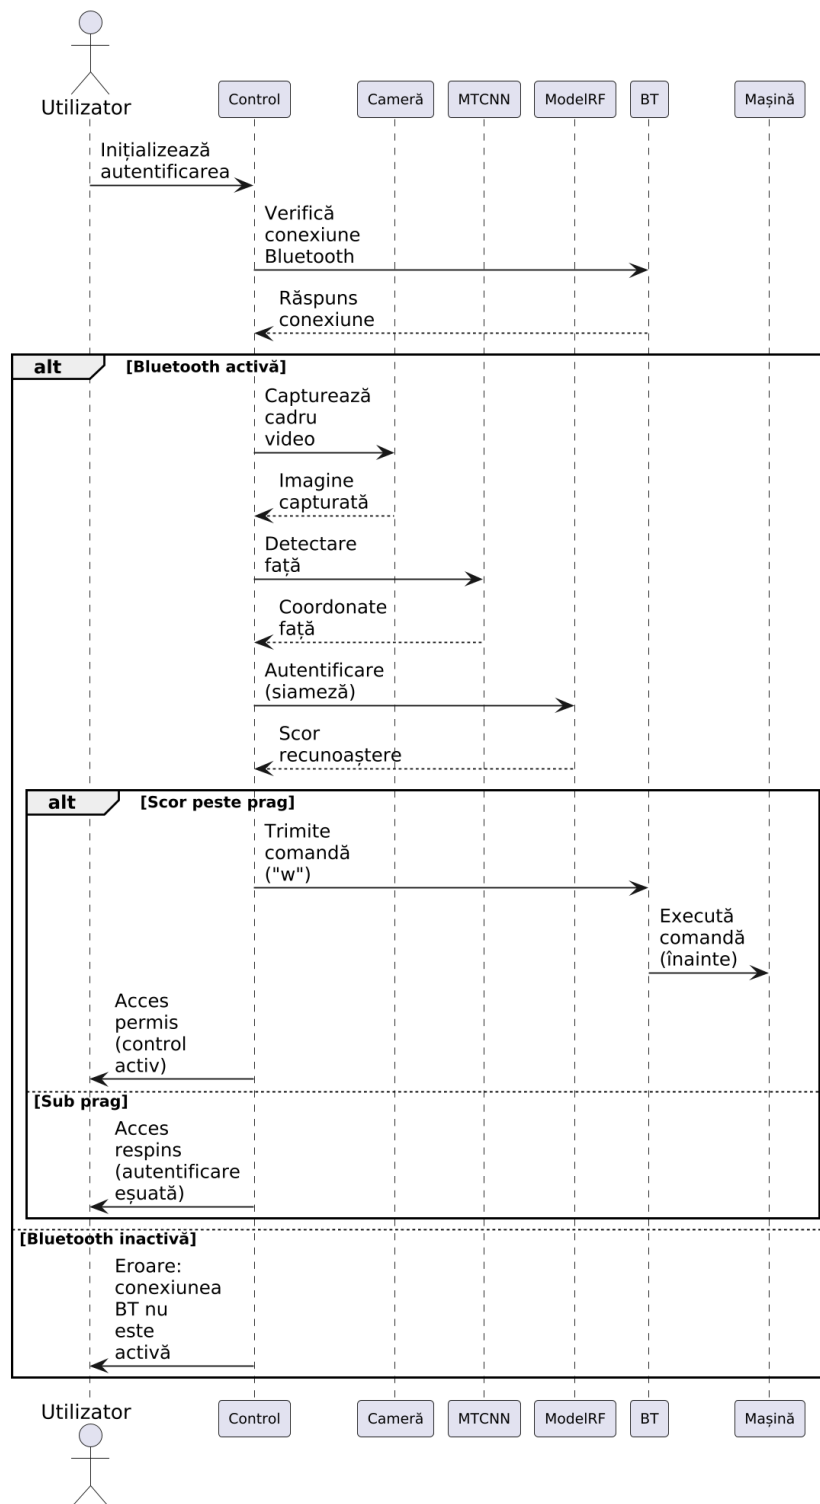 Utilizator
Control
Cameră
MTCNN
ModelRF
BT
Mașină
Inițializează
autentificarea
Verifică
conexiune
Bluetooth
Răspuns
conexiune
alt
[Bluetooth activă]
Capturează
cadru
video
Imagine
capturată
Detectare
față
Coordonate
față
Autentificare
(siameză)
Scor
recunoaștere
alt
[Scor peste prag]
Trimite
comandă
("w")
Execută
comandă
(înainte)
Acces
permis
(control
activ)
[Sub prag]
Acces
respins
(autentificare
eșuată)
[Bluetooth inactivă]
Eroare:
conexiunea
BT nu
este
activă
Utilizator
Control
Cameră
MTCNN
ModelRF
BT
Mașină